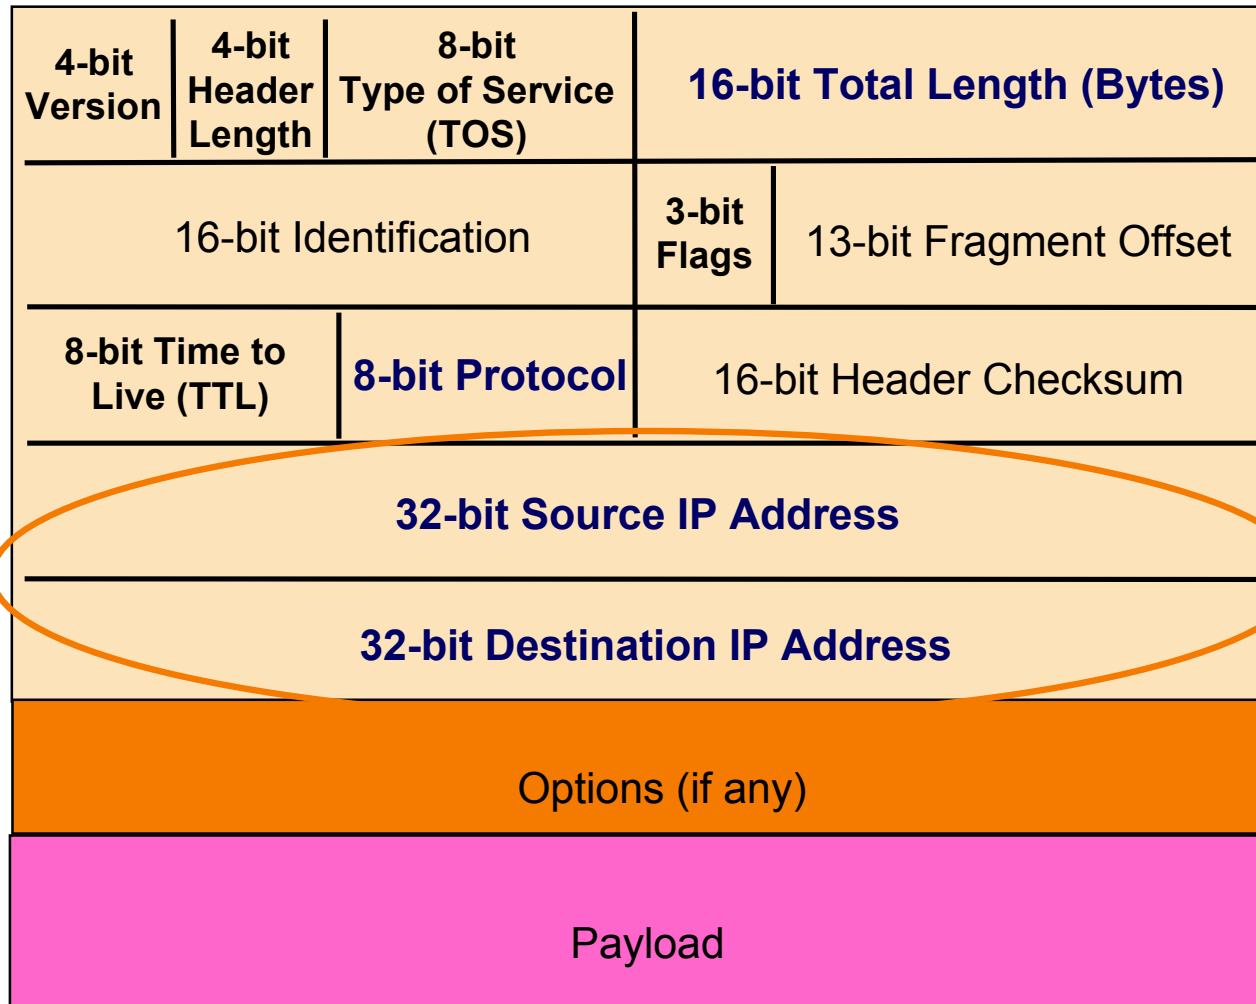 4-bit
Version
4-bit
Header
Length
8-bit
Type of Service
(TOS)
16-bit Total Length (Bytes)
16-bit Identification
3-bit
Flags
13-bit Fragment Offset
8-bit Time to
Live (TTL)
8-bit Protocol
16-bit Header Checksum
32-bit Source IP Address
32-bit Destination IP Address
Options (if any)
Payload